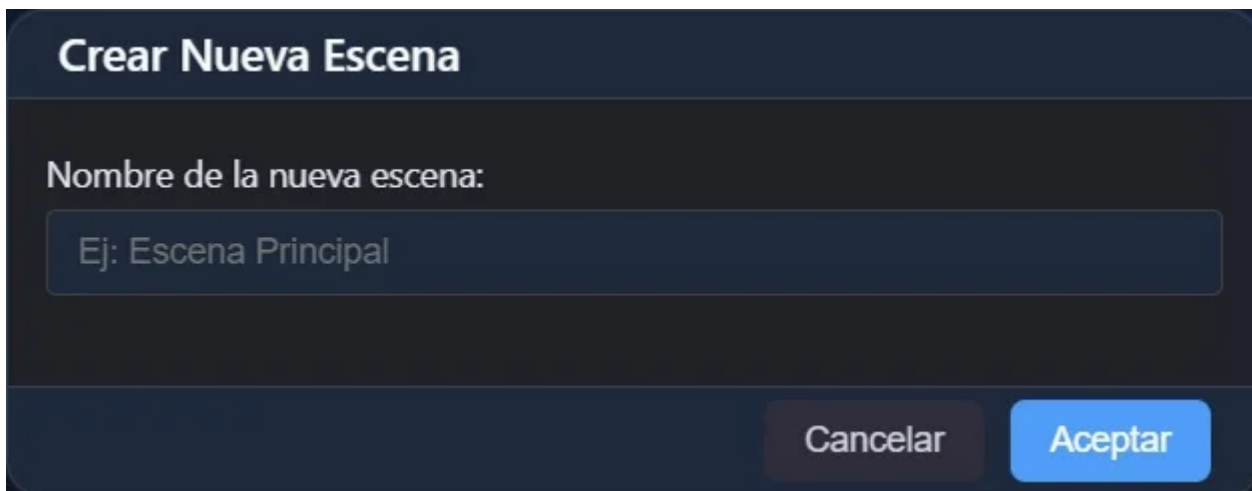 Crear Nueva Escena
Nombre de la nueva escena:
Ej: Escena Principal
Cancelar
Aceptar